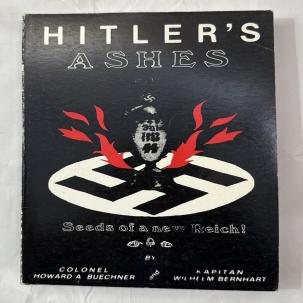 HITLER'S
ASHES
Seeds of a new Reich!
BY
COLONEL
HOWARD A. BUECHNER
and
KAPITAN
WILHELM BERNHART